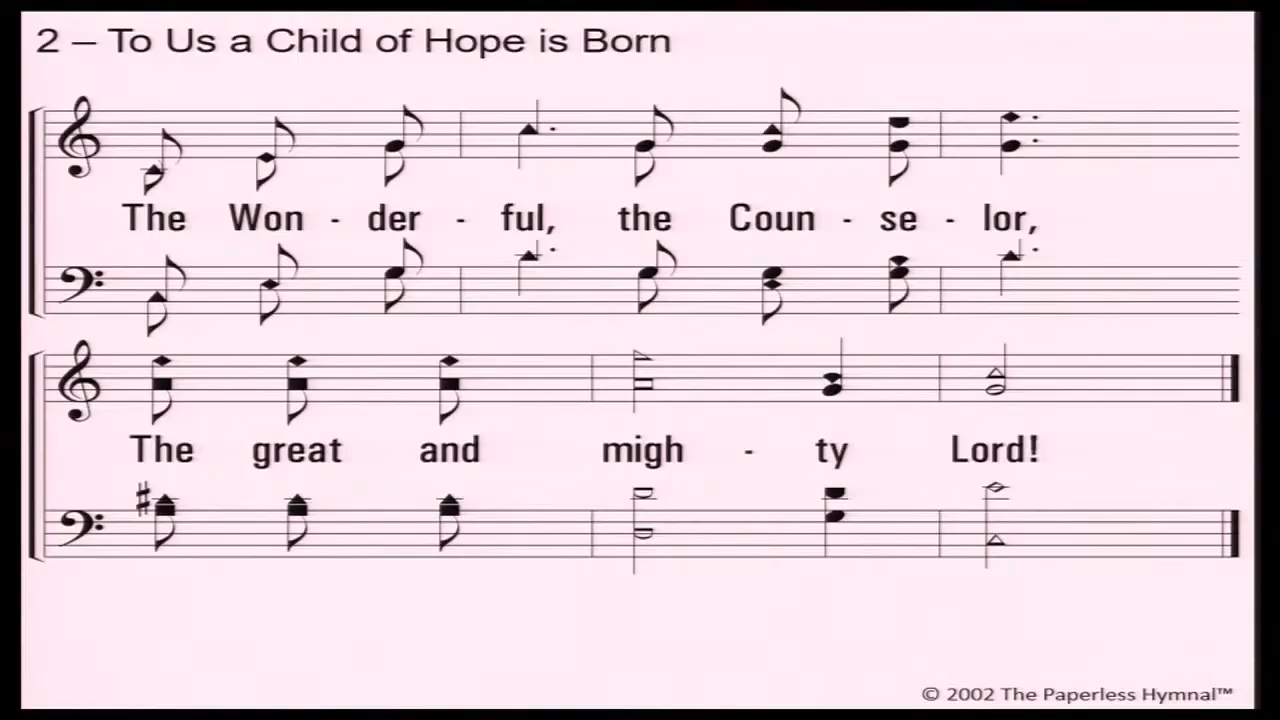 2 – To Us a Child of Hope is Born
The Won - der - ful, the Coun - se - lor,
The great and migh - ty Lord!
© 2002 The Paperless Hymnal™